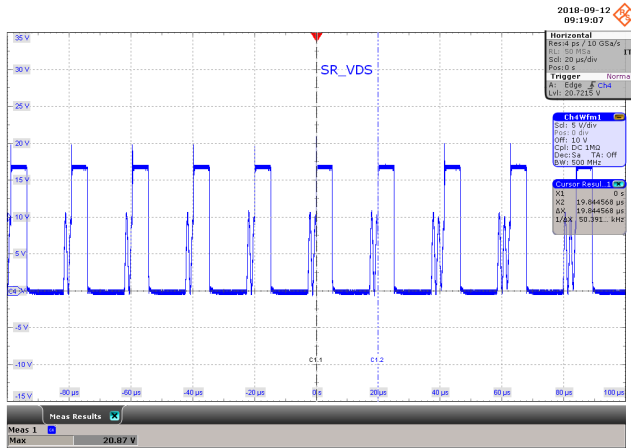 2018-09-12
09:19:07
Horizontal
Res:4 ps / 10 GSa/s
RL: 50 MSa
Scl: 20 µs/div
Pos:0 s
Trigger Norma
A: Edge Ch4
Lvl: 20.7215 V
Ch4Wfm1
Scl: 5 V/div
Pos: 0 div
Off: 10 V
Cpl: DC 1MΩ
Dec:Sa TA: Off
BW: 500 MHz
Cursor Resul...1
X1 0 s
X2 19.844568 µs
ΔX 19.844568 µs
1/ΔX 50.391... kHz
SR_VDS
35 V
30 V
25 V
20 V
15 V
10 V
5 V
C4
-5 V
-10 V
-15 V
C1.1
C1.2
-80 µs
-60 µs
-40 µs
-20 µs
0 s
20 µs
40 µs
60 µs
80 µs
100 µs
Meas Results
Meas 1
Max 20.87 V